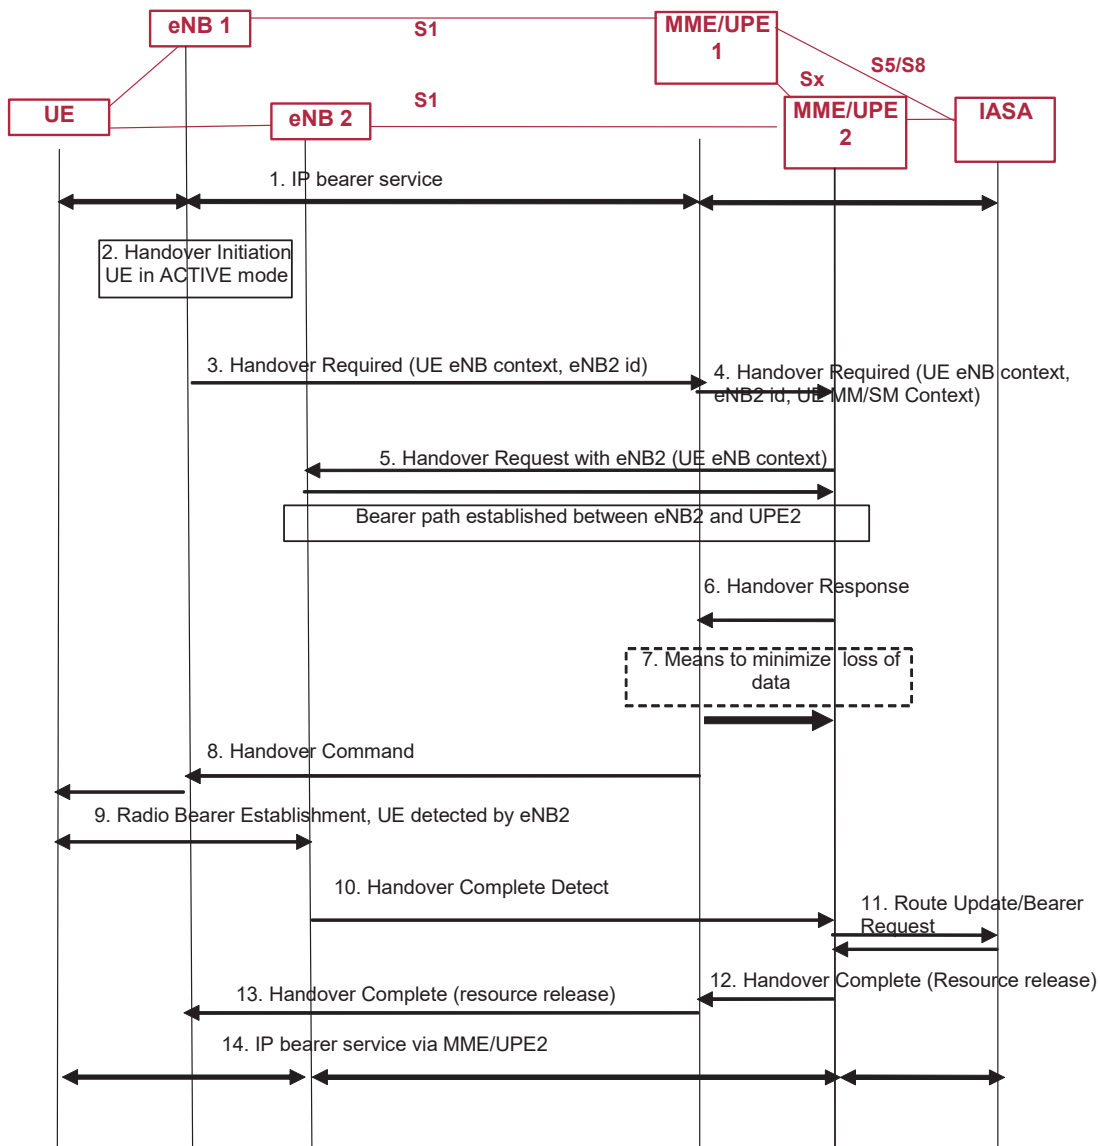 eNB 1
S1
MME/UPE
1
S5/S8
Sx
UE
S1
eNB 2
MME/UPE
2
IASA
1. IP bearer service
2. Handover Initiation
UE in ACTIVE mode
3. Handover Required (UE eNB context, eNB2 id)
4. Handover Required (UE eNB context,
eNB2 id, UE MM/SM Context)
5. Handover Request with eNB2 (UE eNB context)
Bearer path established between eNB2 and UPE2
6. Handover Response
7. Means to minimize loss of
data
8. Handover Command
9. Radio Bearer Establishment, UE detected by eNB2
10. Handover Complete Detect
11. Route Update/Bearer
Request
12. Handover Complete (Resource release)
13. Handover Complete (resource release)
14. IP bearer service via MME/UPE2